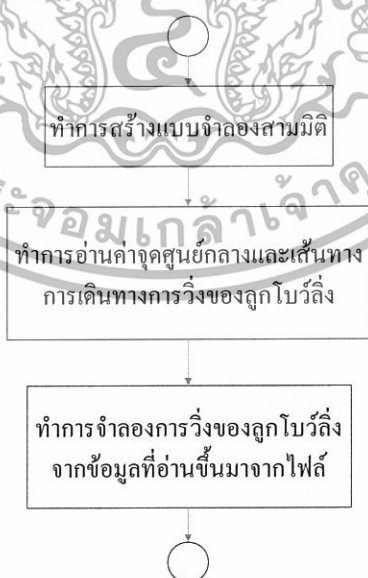 ทำการสร้างแบบจำลองสามมิติ
ทำการอ่านค่าจุดศูนย์กลางและเส้นทาง
การเดินทางการวิ่งของลูกโบว์ลิ่ง
ทำการจำลองการวิ่งของลูกโบว์ลิ่ง
จากข้อมูลที่อ่านขึ้นมาจากไฟล์